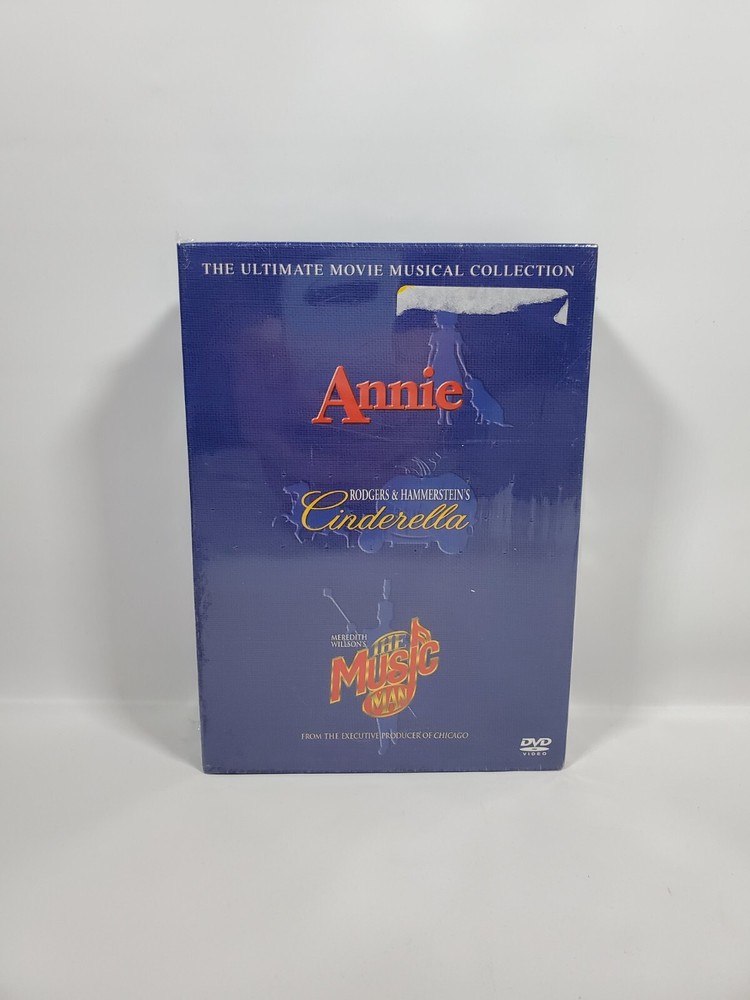 THE ULTIMATE MOVIE MUSICAL COLLECTION
Annie
RODGERS & HAMMERSTEIN'S
Cinderella
MEREDITH
WILLSON'S
THE
MUSIC
MAN
FROM THE EXECUTIVE PRODUCER OF CHICAGO
DVD
VIDEO